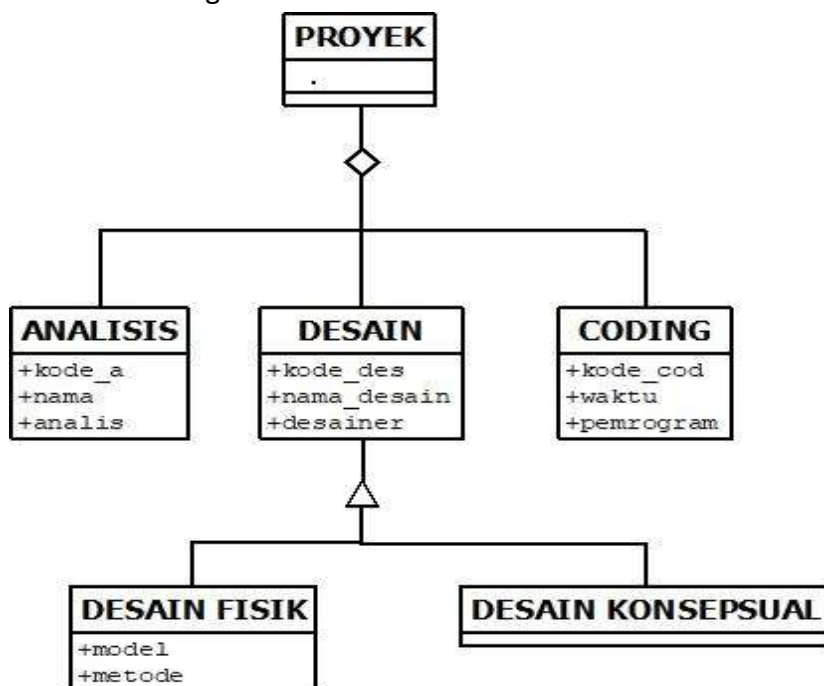 PROYEK
.
ANALISIS
+kode_a
+nama
+analis
DESAIN
+kode_des
+nama_desain
+desainer
CODING
+kode_cod
+waktu
+pemrogram
DESAIN FISIK
+model
+metode
DESAIN KONSEPSUAL